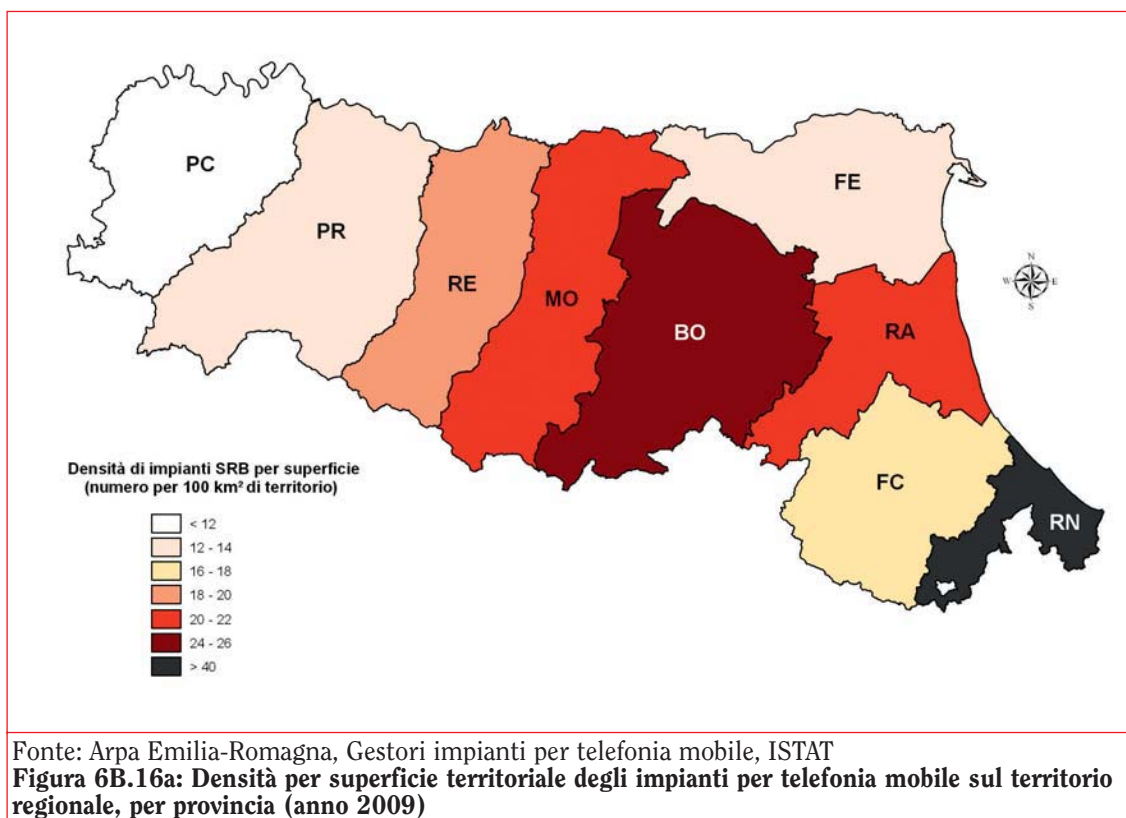 PC
PR
RE
MO
BO
FE
RA
FC
RN
N
W E
S
Densità di impianti SRB per superficie
(numero per 100 km² di territorio)
< 12
12 - 14
16 - 18
18 - 20
20 - 22
24 - 26
> 40
Fonte: Arpa Emilia-Romagna, Gestori impianti per telefonia mobile, ISTAT
Figura 6B.16a: Densità per superficie territoriale degli impianti per telefonia mobile sul territorio
regionale, per provincia (anno 2009)